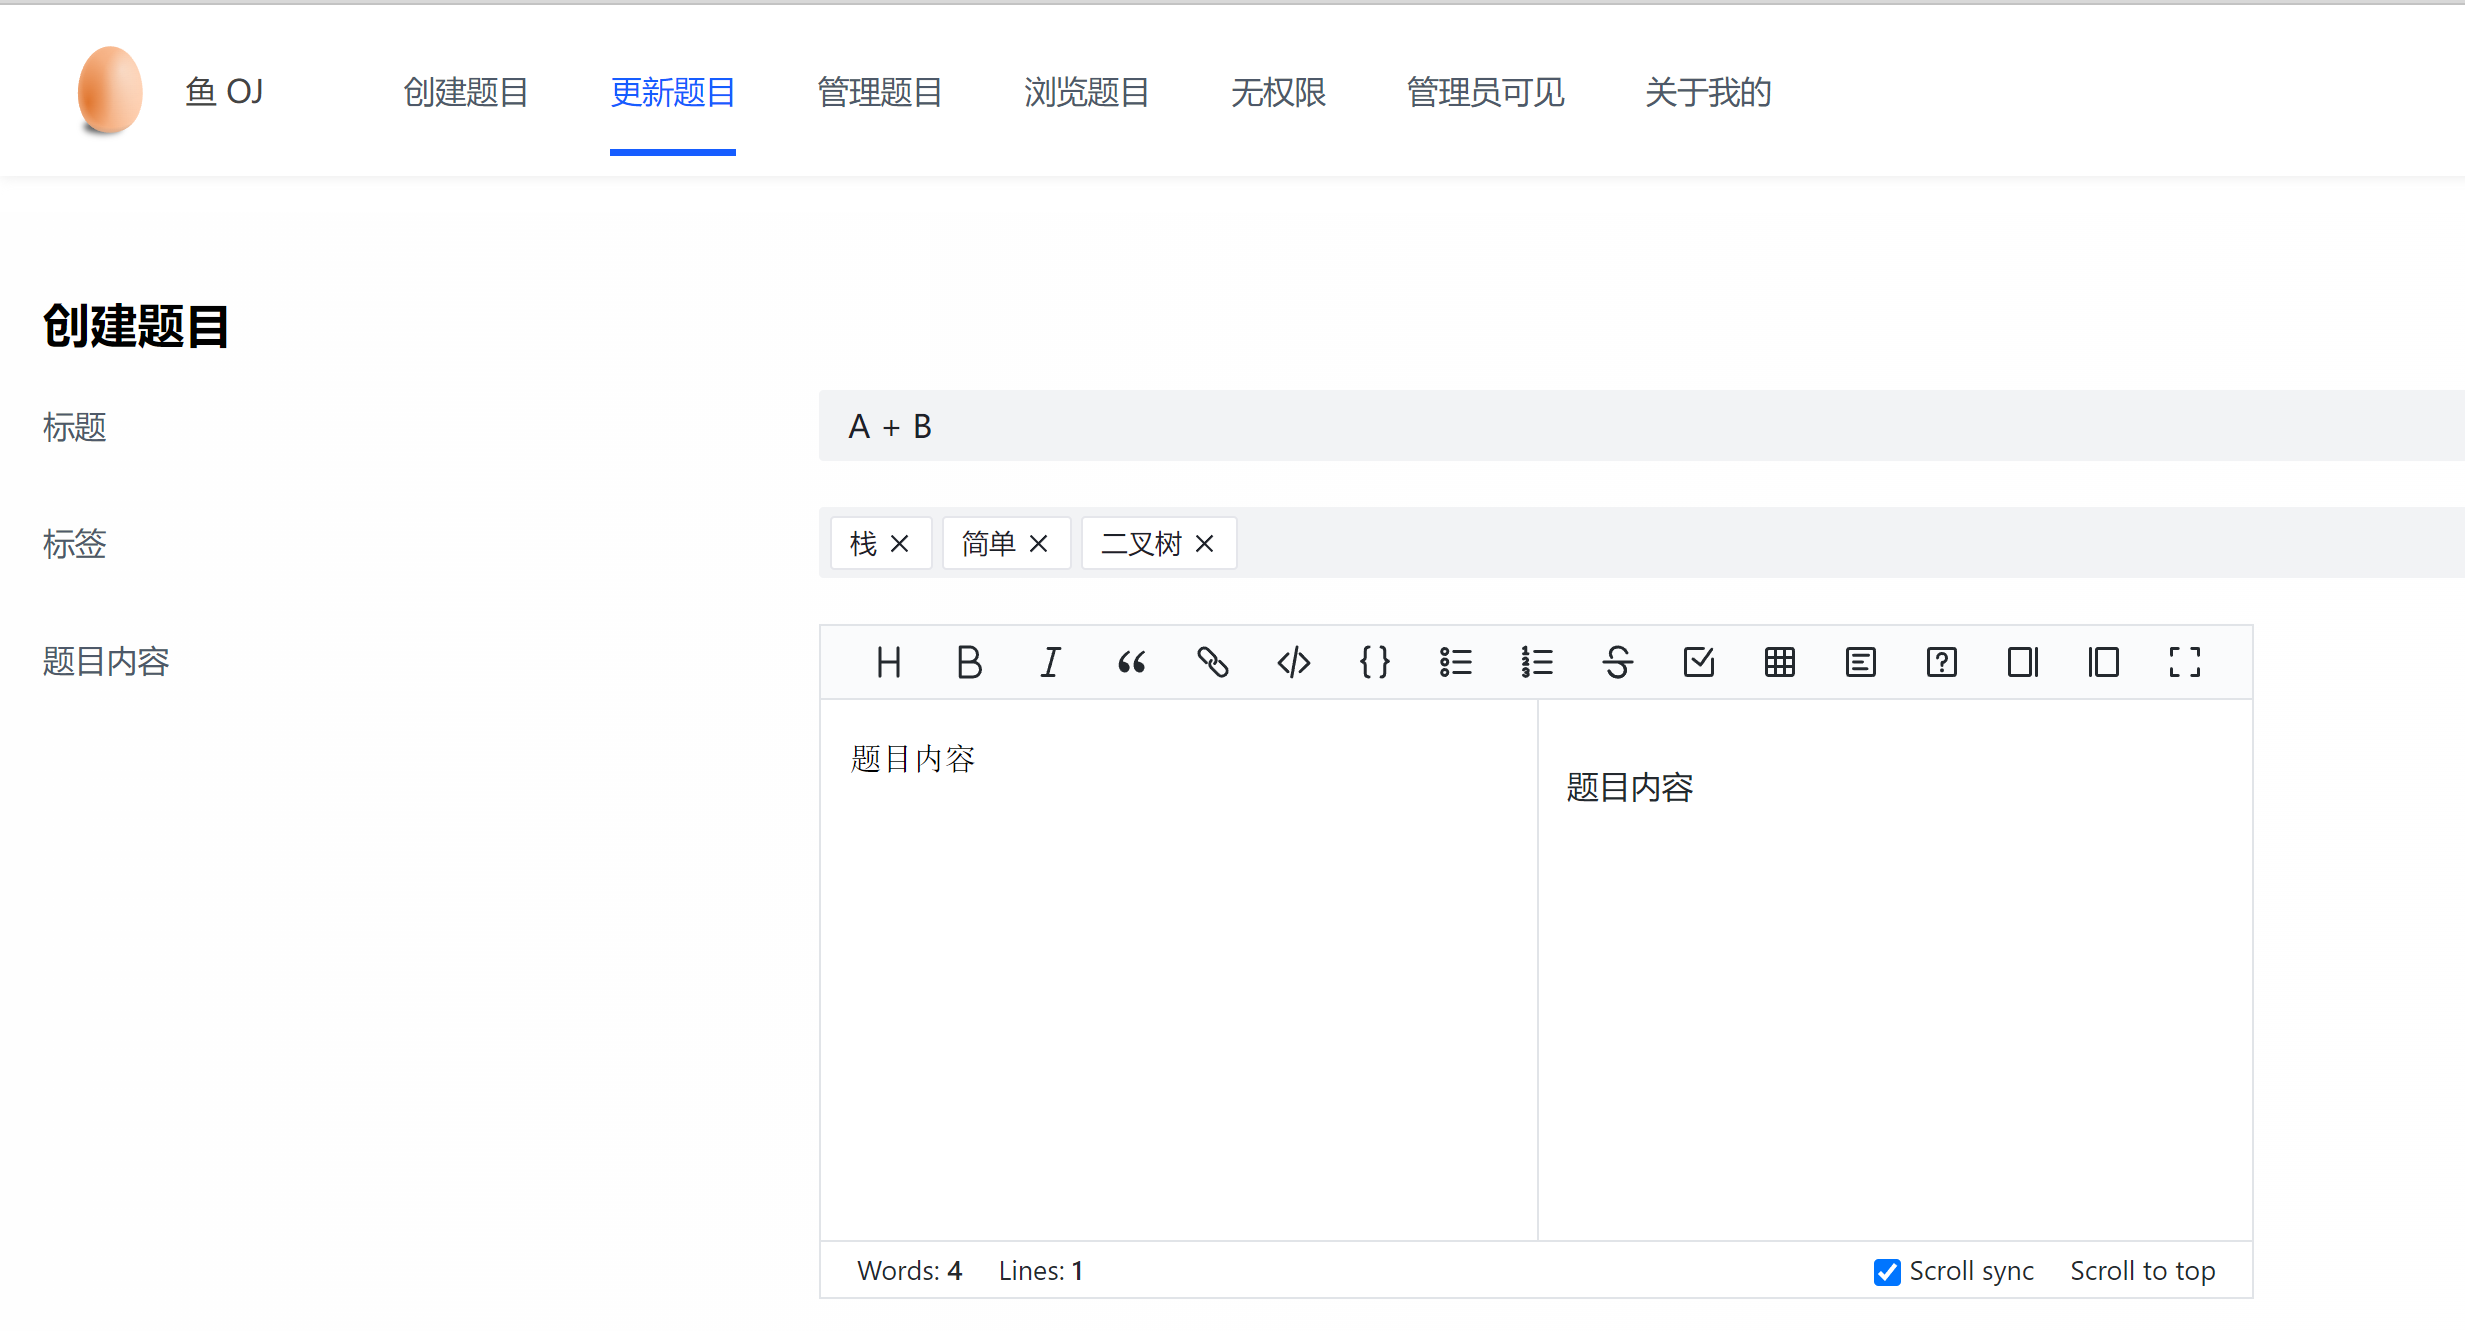 鱼 OJ 创建题目 更新题目 管理题目 浏览题目 无权限 管理员可见 关于我的
创建题目
标题 A + B
标签 栈 简单 二叉树
题目内容
题目内容
题目内容
Words: 4 Lines: 1 Scroll sync Scroll to top